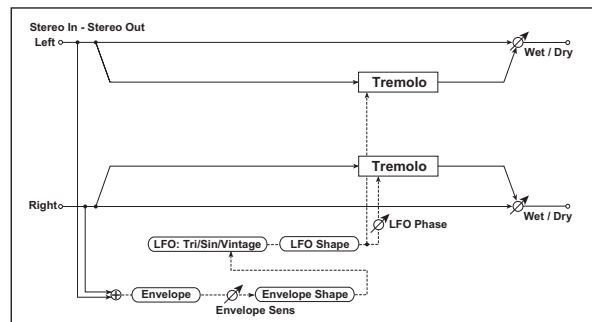 Stereo In - Stereo Out
Left
Wet / Dry
Tremolo
Tremolo
Right
Wet / Dry
LFO Phase
LFO: Tri/Sin/Vintage
LFO Shape
Envelope
Envelope Shape
Envelope Sens